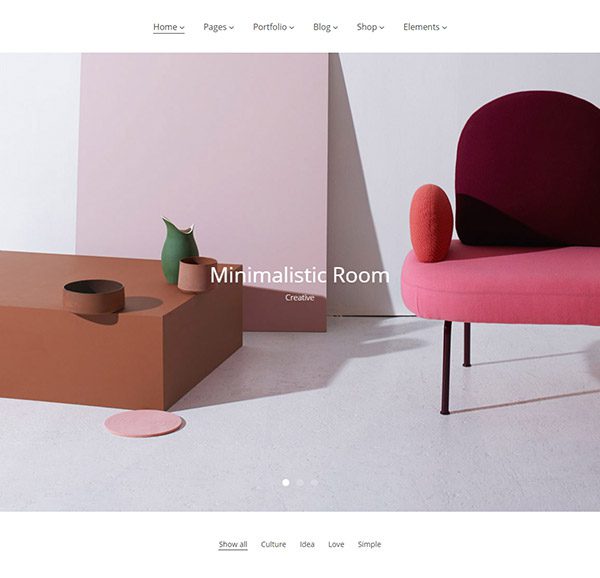 Home Pages Portfolio Blog Shop Elements
Minimalistic Room
Creative
Show all Culture Idea Love Simple